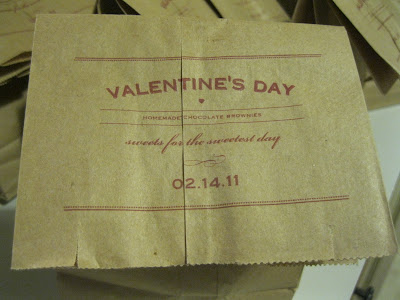 VALENTINE'S DAY
HOMEMADE CHOCOLATE BROWNIES
sweets for the sweetest day
02.14.11